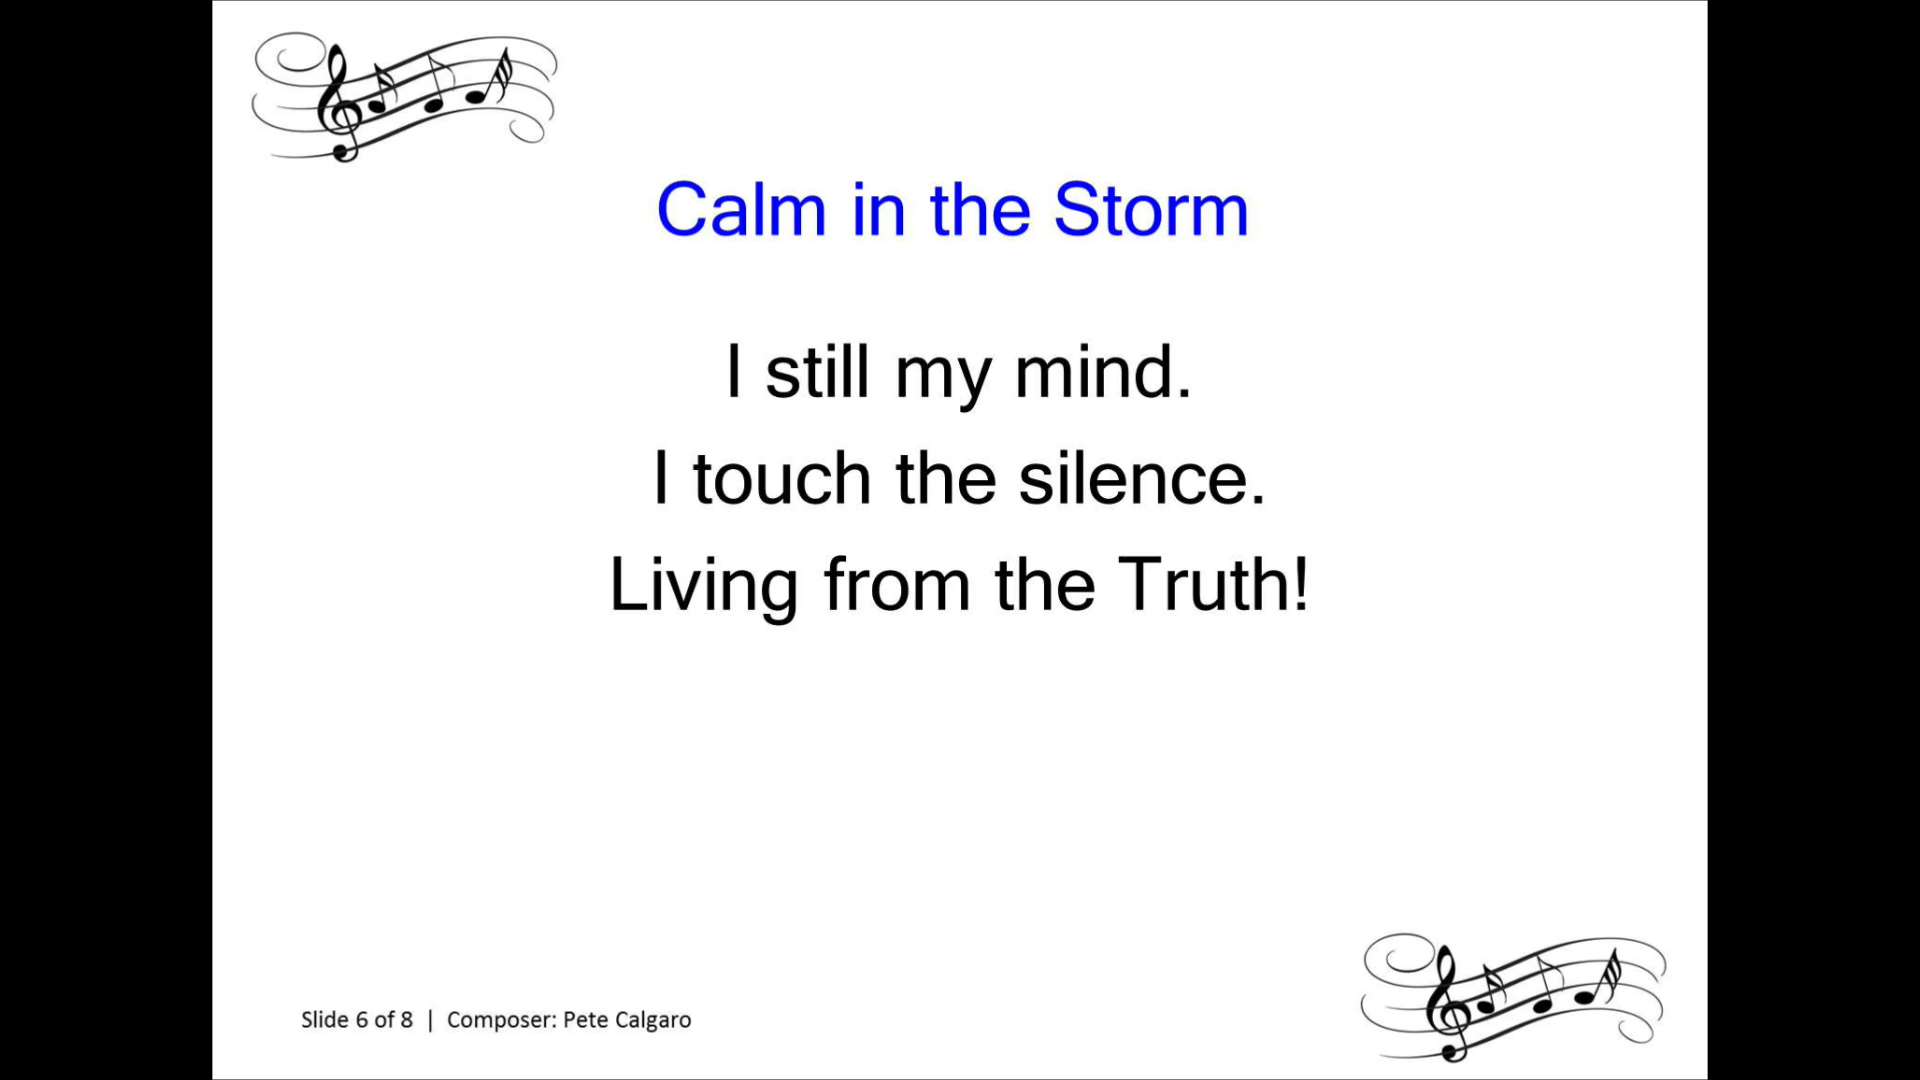 Calm in the Storm
I still my mind.
I touch the silence.
Living from the Truth!
Slide 6 of 8 | Composer: Pete Calgaro